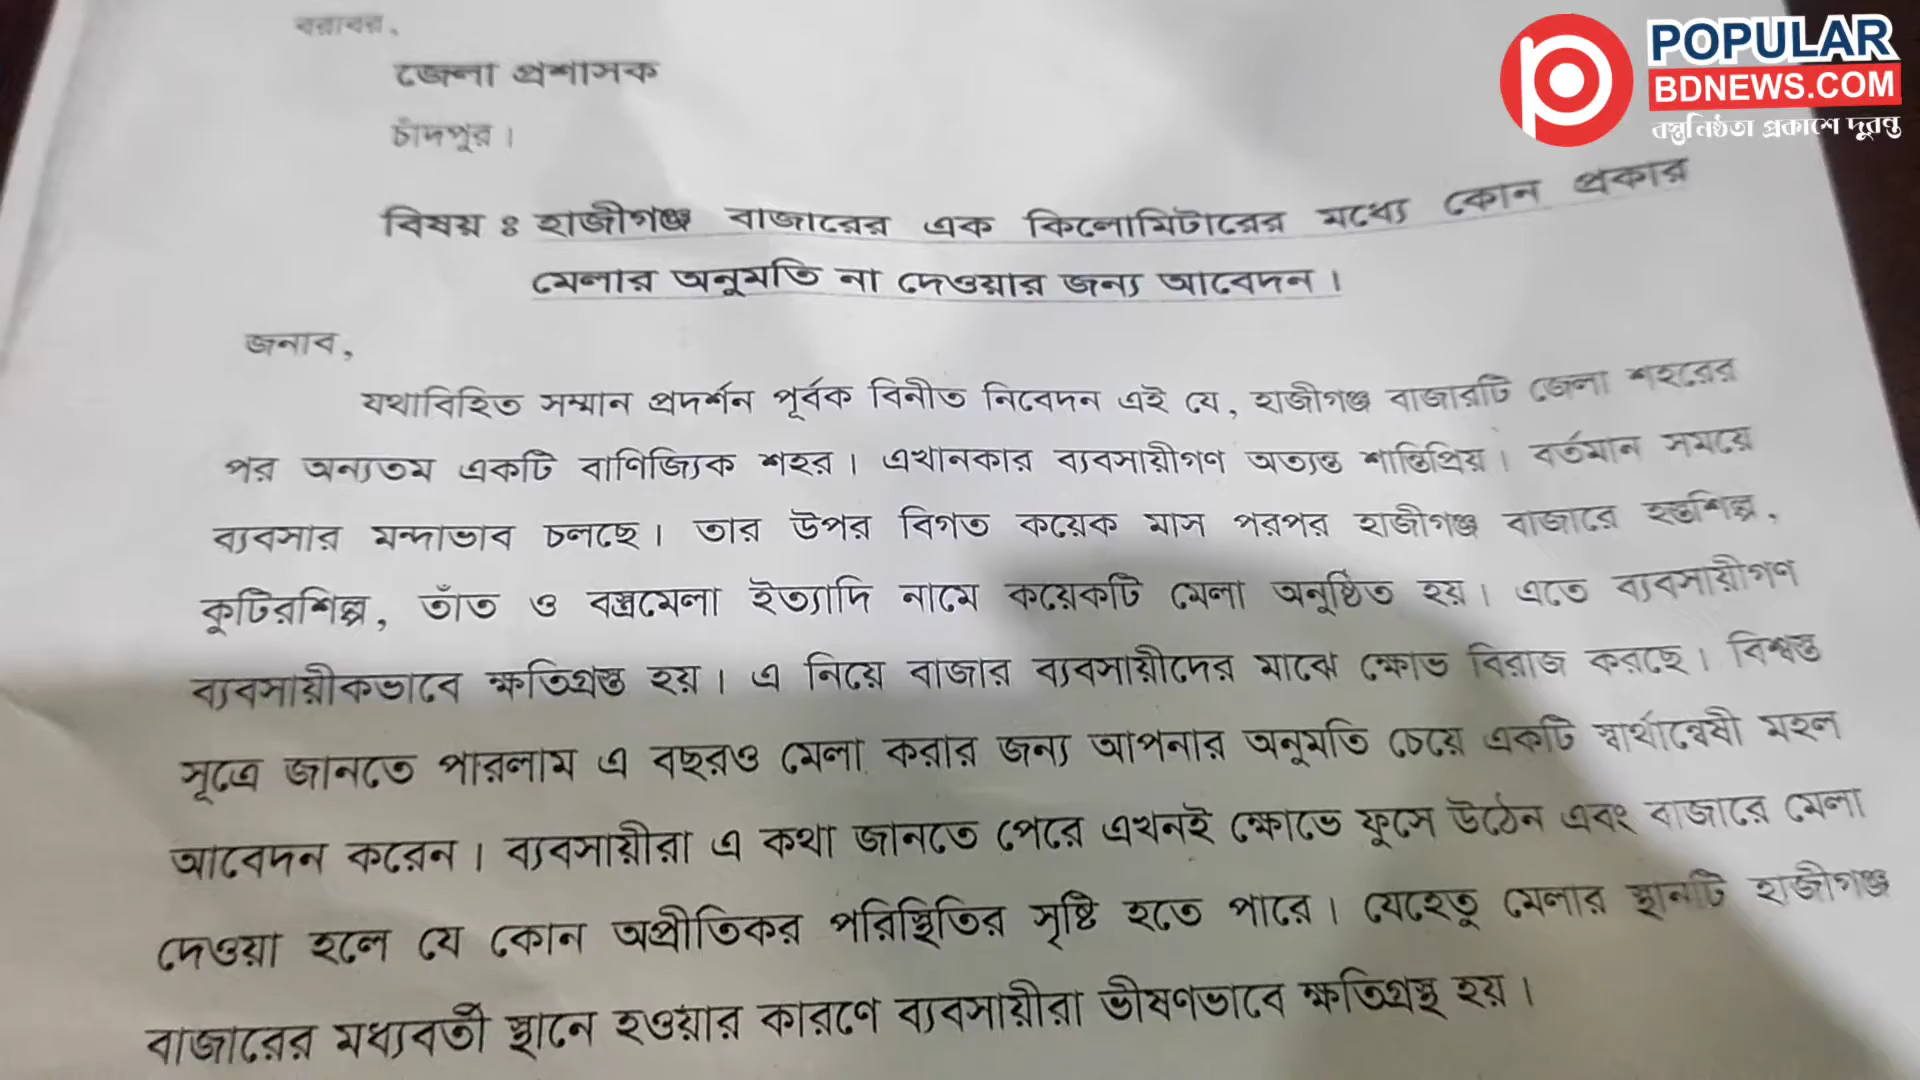 বরাবর,
জেলা প্রশাসক
চাঁদপুর।
POPULAR
BDNEWS.COM
বস্তুনিষ্ঠতা প্রকাশে দুরন্ত
বিষয় ঃ হাজীগঞ্জ বাজারের এক কিলোমিটারের মধ্যে কোন প্রকার
মেলার অনুমতি না দেওয়ার জন্য আবেদন।
জনাব,
যথাবিহিত সম্মান প্রদর্শন পূর্বক বিনীত নিবেদন এই যে, হাজীগঞ্জ বাজারটি জেলা শহরের
পর অন্যতম একটি বাণিজ্যিক শহর। এখানকার ব্যবসায়ীগণ অত্যন্ত শান্তিপ্রিয়। বর্তমান সময়ে
ব্যবসার মন্দাভাব চলছে। তার উপর বিগত কয়েক মাস পরপর হাজীগঞ্জ বাজারে হস্তশিল্প,
কুটিরশিল্প, তাঁত ও বস্ত্রমেলা ইত্যাদি নামে কয়েকটি মেলা অনুষ্ঠিত হয়। এতে ব্যবসায়ীগণ
ব্যবসায়ীকভাবে ক্ষতিগ্রস্ত হয়। এ নিয়ে বাজার ব্যবসায়ীদের মাঝে ক্ষোভ বিরাজ করছে। বিশ্বস্ত
সূত্রে জানতে পারলাম এ বছরও মেলা করার জন্য আপনার অনুমতি চেয়ে একটি স্বার্থান্বেষী মহল
আবেদন করেন। ব্যবসায়ীরা এ কথা জানতে পেরে এখনই ক্ষোভে ফুসে উঠেন এবং বাজারে মেলা
দেওয়া হলে যে কোন অপ্রীতিকর পরিস্থিতির সৃষ্টি হতে পারে। যেহেতু মেলার স্থানটি হাজীগঞ্জ
বাজারের মধ্যবর্তী স্থানে হওয়ার কারণে ব্যবসায়ীরা ভীষণভাবে ক্ষতিগ্রস্থ হয়।